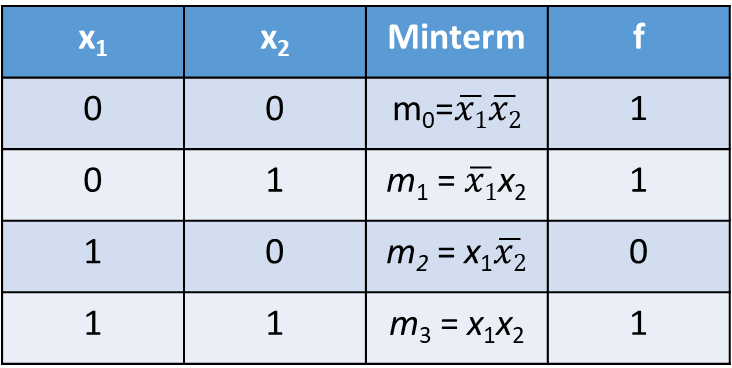 x₁ x₂ Minterm f
0 0 m₀=x̅₁x̅₂ 1
0 1 m₁ = x̅₁x₂ 1
1 0 m₂ = x₁x̅₂ 0
1 1 m₃ = x₁x₂ 1